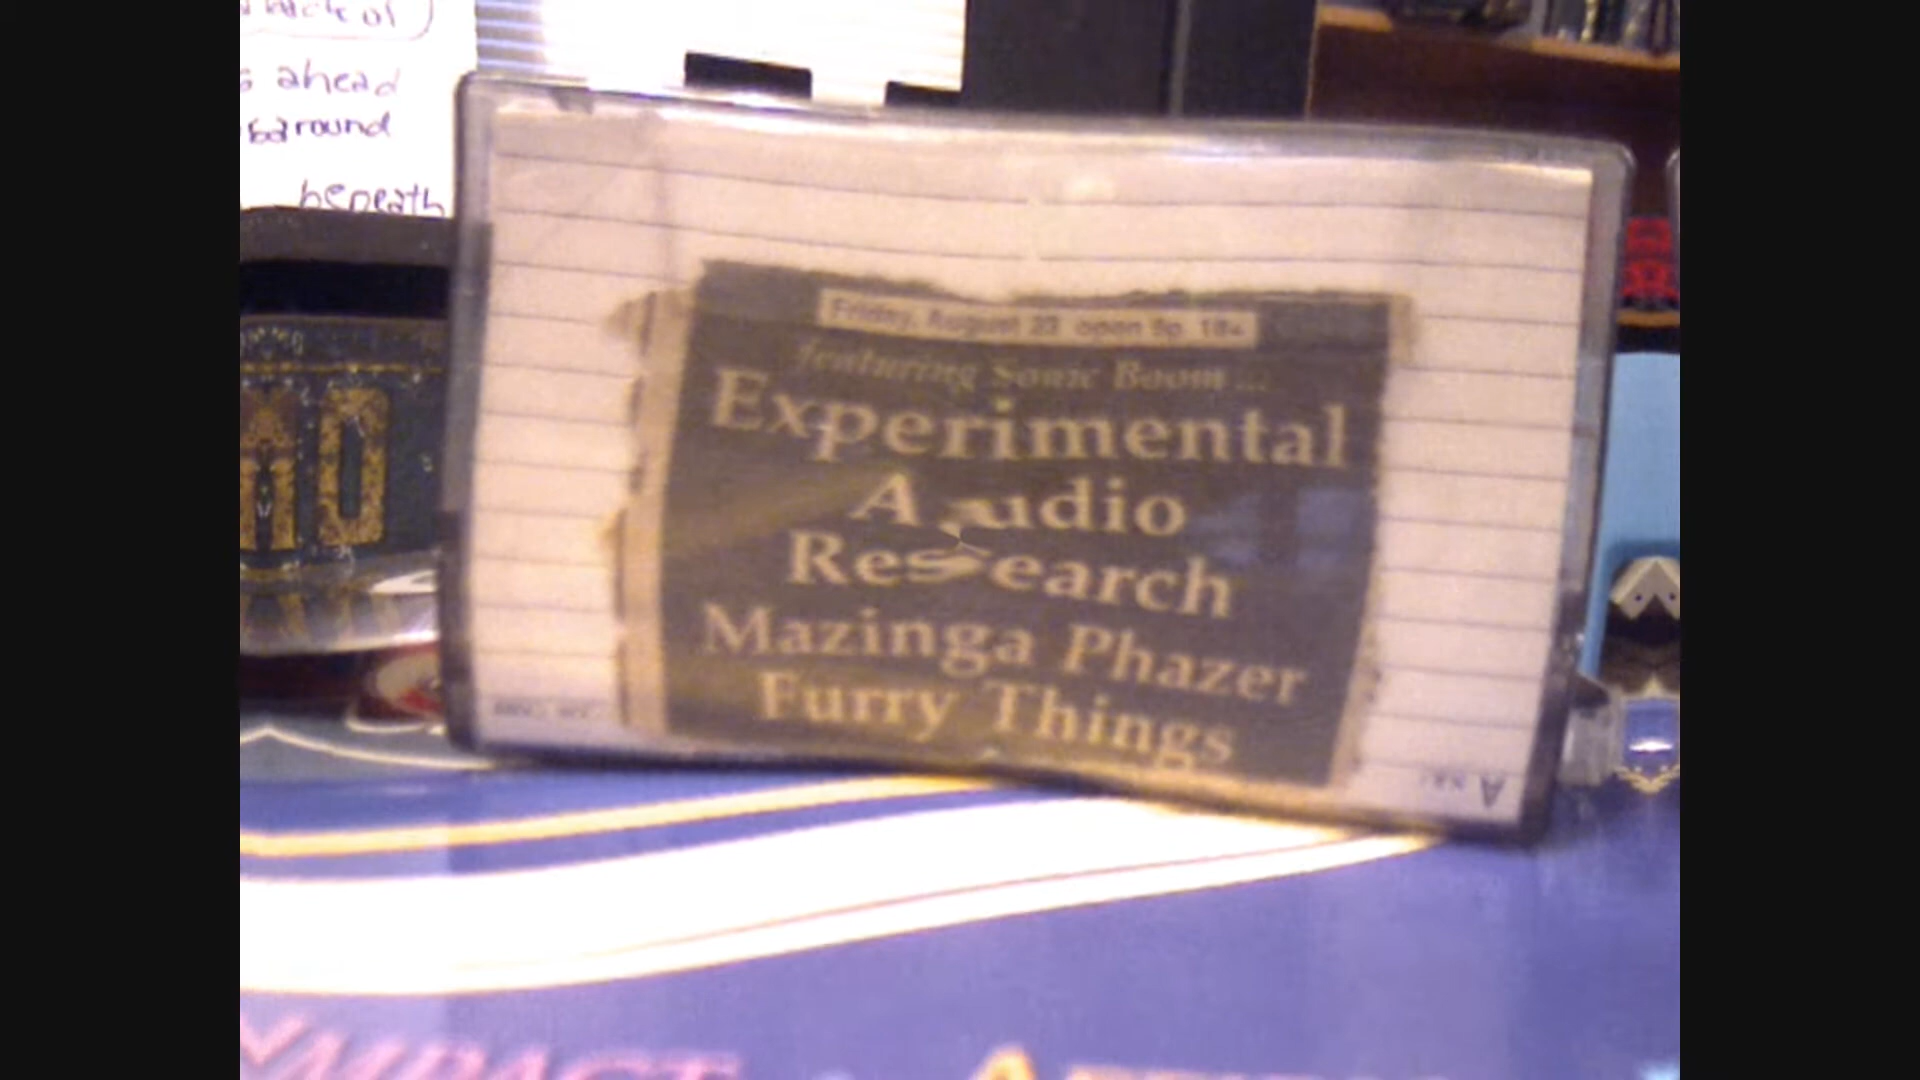 ahead
around
beneath
Friday, August 22 open 9p. 18+
featuring Sonic Boom ...
Experimental
Audio
Research
Mazinga Phazer
Furry Things
A